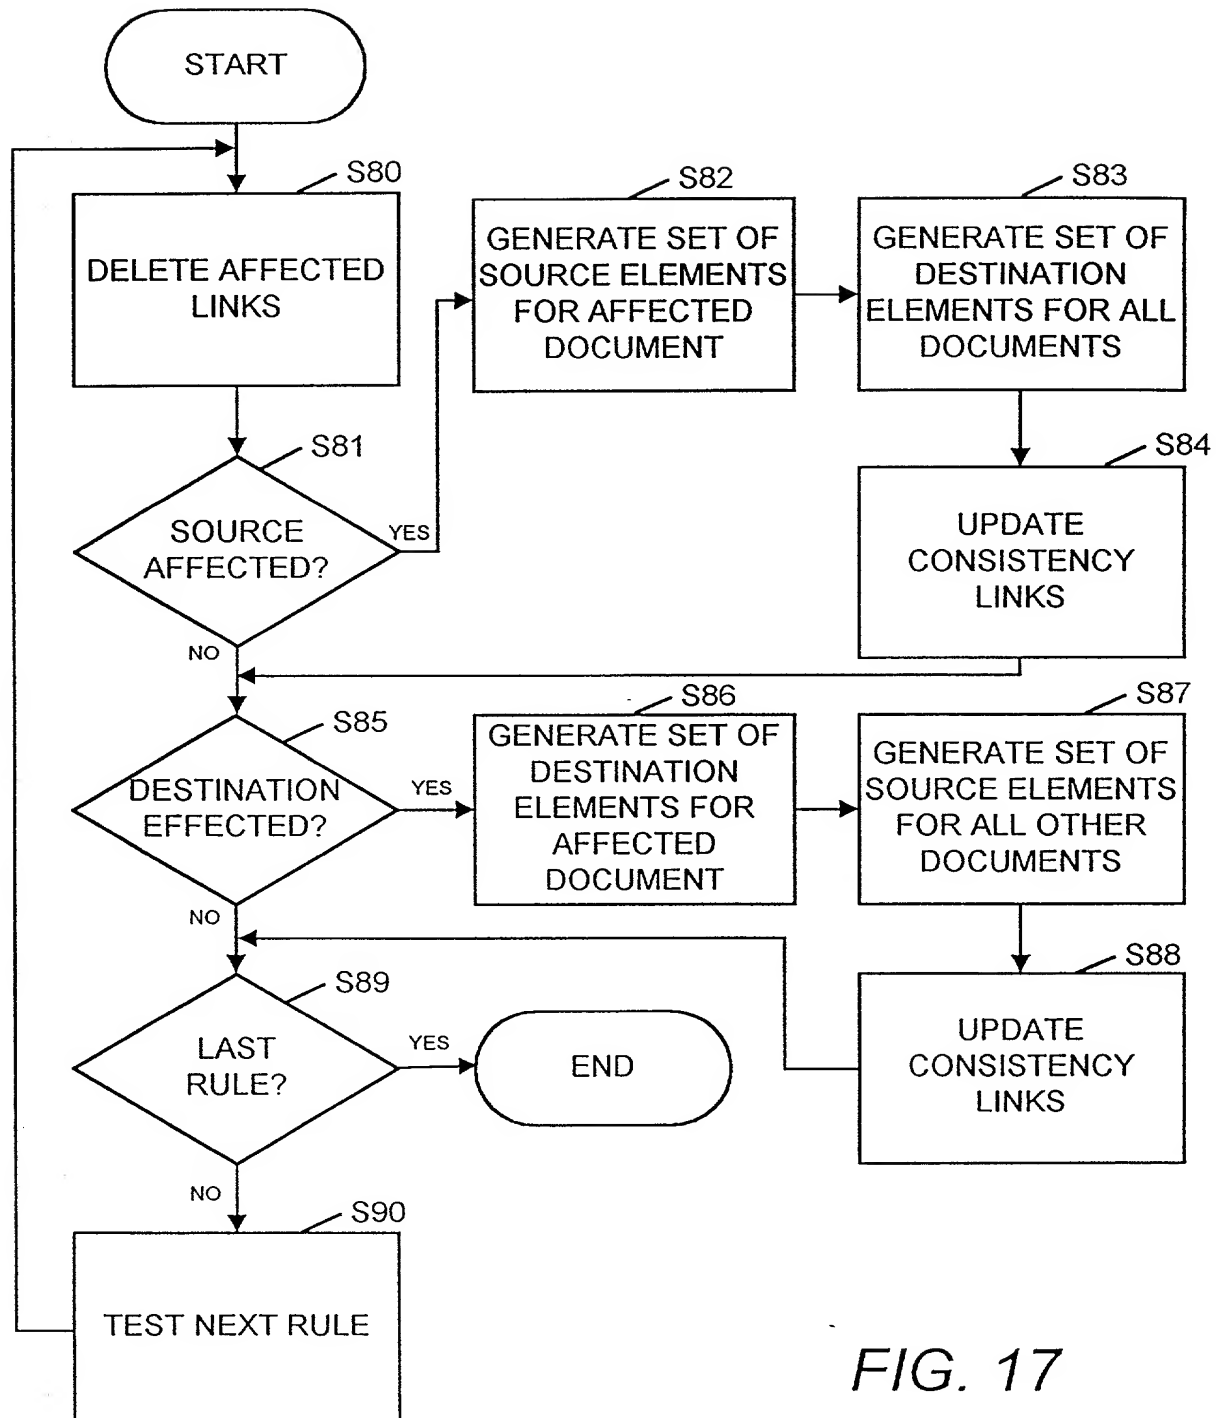 START
S80
DELETE AFFECTED
LINKS
S82
GENERATE SET OF
SOURCE ELEMENTS
FOR AFFECTED
DOCUMENT
S83
GENERATE SET OF
DESTINATION
ELEMENTS FOR ALL
DOCUMENTS
S81
SOURCE
AFFECTED?
YES
NO
S84
UPDATE
CONSISTENCY
LINKS
S85
DESTINATION
EFFECTED?
YES
NO
S86
GENERATE SET OF
DESTINATION
ELEMENTS FOR
AFFECTED
DOCUMENT
S87
GENERATE SET OF
SOURCE ELEMENTS
FOR ALL OTHER
DOCUMENTS
S88
UPDATE
CONSISTENCY
LINKS
S89
LAST
RULE?
YES
NO
END
S90
TEST NEXT RULE
FIG. 17